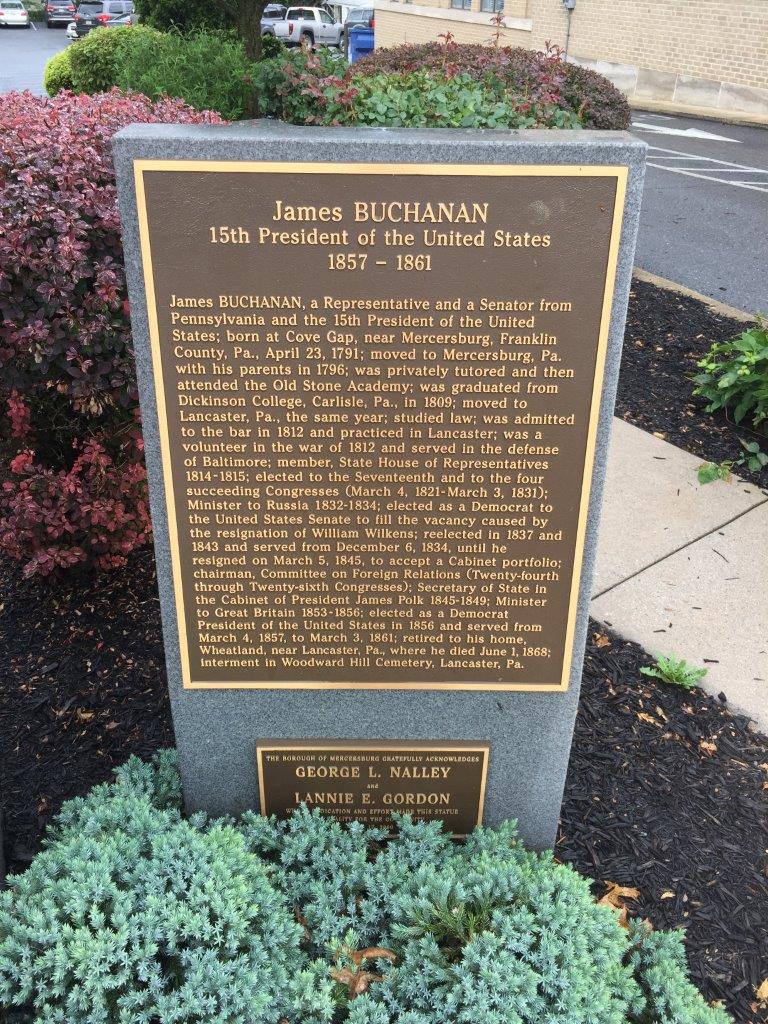 James BUCHANAN
15th President of the United States
1857 – 1861
James BUCHANAN, a Representative and a Senator from
Pennsylvania and the 15th President of the United
States; born at Cove Gap, near Mercersburg, Franklin
County, Pa., April 23, 1791; moved to Mercersburg, Pa.
with his parents in 1796; was privately tutored and then
attended the Old Stone Academy; was graduated from
Dickinson College, Carlisle, Pa., in 1809; moved to
Lancaster, Pa., the same year; studied law; was admitted
to the bar in 1812 and practiced in Lancaster; was a
volunteer in the war of 1812 and served in the defense
of Baltimore; member, State House of Representatives
1814-1815; elected to the Seventeenth and to the four
succeeding Congresses (March 4, 1821-March 3, 1831);
Minister to Russia 1832-1834; elected as a Democrat to
the United States Senate to fill the vacancy caused by
the resignation of William Wilkens; reelected in 1837 and
1843 and served from December 6, 1834, until he
resigned on March 5, 1845, to accept a Cabinet portfolio;
chairman, Committee on Foreign Relations (Twenty-fourth
through Twenty-sixth Congresses); Secretary of State in
the Cabinet of President James Polk 1845-1849; Minister
to Great Britain 1853-1856; elected as a Democrat
President of the United States in 1856 and served from
March 4, 1857, to March 3, 1861; retired to his home,
Wheatland, near Lancaster, Pa., where he died June 1, 1868;
interment in Woodward Hill Cemetery, Lancaster, Pa.
THE BOROUGH OF MERCERSBURG GRATEFULLY ACKNOWLEDGES
GEORGE L. NALLEY
and
LANNIE E. GORDON
AND EFFORT MADE THIS STATUE
FOR THE